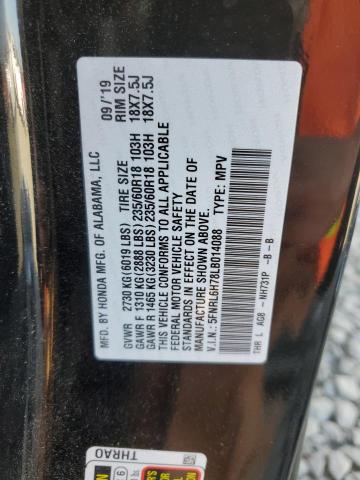 MFD. BY HONDA MFG. OF ALABAMA, LLC 09/'19
GVWR 2730 KG(6019 LBS) TIRE SIZE RIM SIZE
GAWR F 1310 KG(2888 LBS) 235/60R18 103H 18X7.5J
GAWR R 1465 KG(3230 LBS) 235/60R18 103H 18X7.5J
THIS VEHICLE CONFORMS TO ALL APPLICABLE
FEDERAL MOTOR VEHICLE SAFETY
STANDARDS IN EFFECT ON THE DATE OF
MANUFACTURE SHOWN ABOVE.
V.I.N.: 5FNRL6H78LB014088 TYPE: MPV
THR L AG8 - NH731P -B -B
THRA0